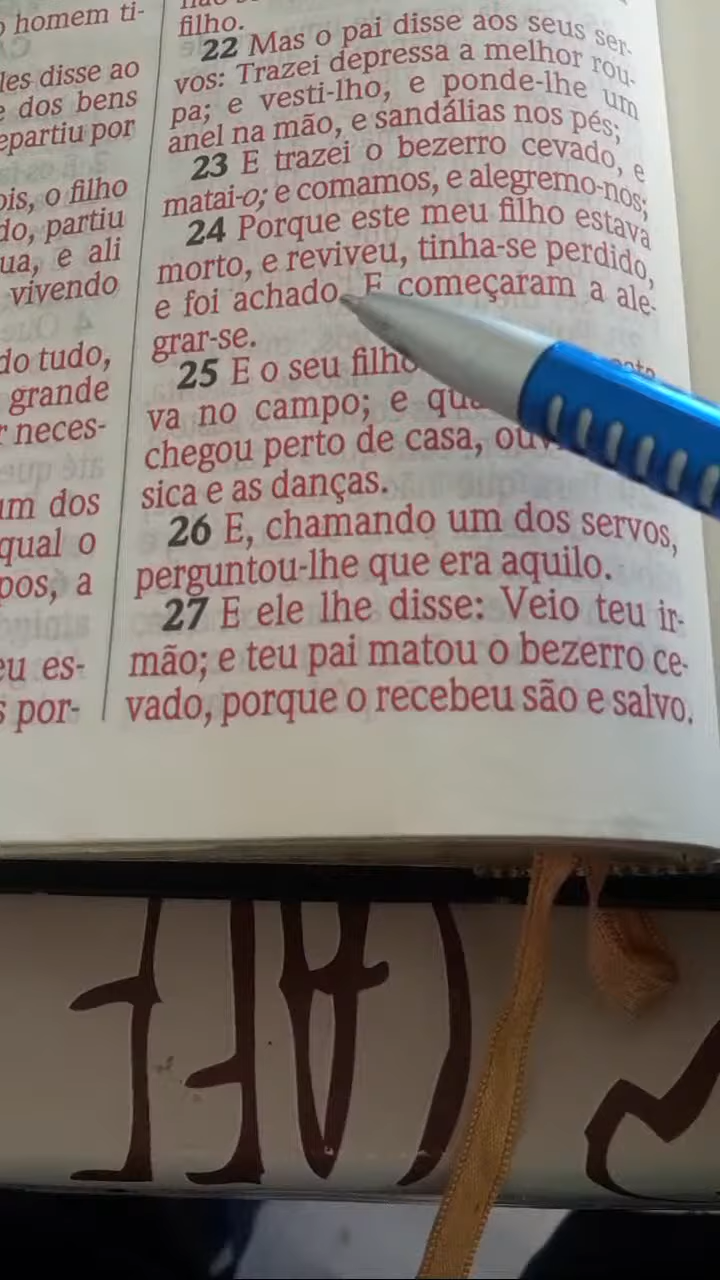 o homem ti-
les disse ao
e dos bens
epartiu por
ois, o filho
do, partiu
ua, e ali
vivendo
do tudo,
grande
r neces-
um dos
qual o
pos, a
eu es-
s por-
filho.
22 Mas o pai disse aos seus ser-
vos: Trazei depressa a melhor rou-
pa; e vesti-lho, e ponde-lhe um
anel na mão, e sandálias nos pés;
23 E trazei o bezerro cevado, e
matai-o; e comamos, e alegremo-nos;
24 Porque este meu filho estava
morto, e reviveu, tinha-se perdido,
e foi achado. E começaram a ale-
grar-se.
25 E o seu filho
va no campo; e qua
chegou perto de casa, ouvi
sica e as danças.
26 E, chamando um dos servos,
perguntou-lhe que era aquilo.
27 E ele lhe disse: Veio teu ir-
mão; e teu pai matou o bezerro ce-
vado, porque o recebeu são e salvo.
CAFF